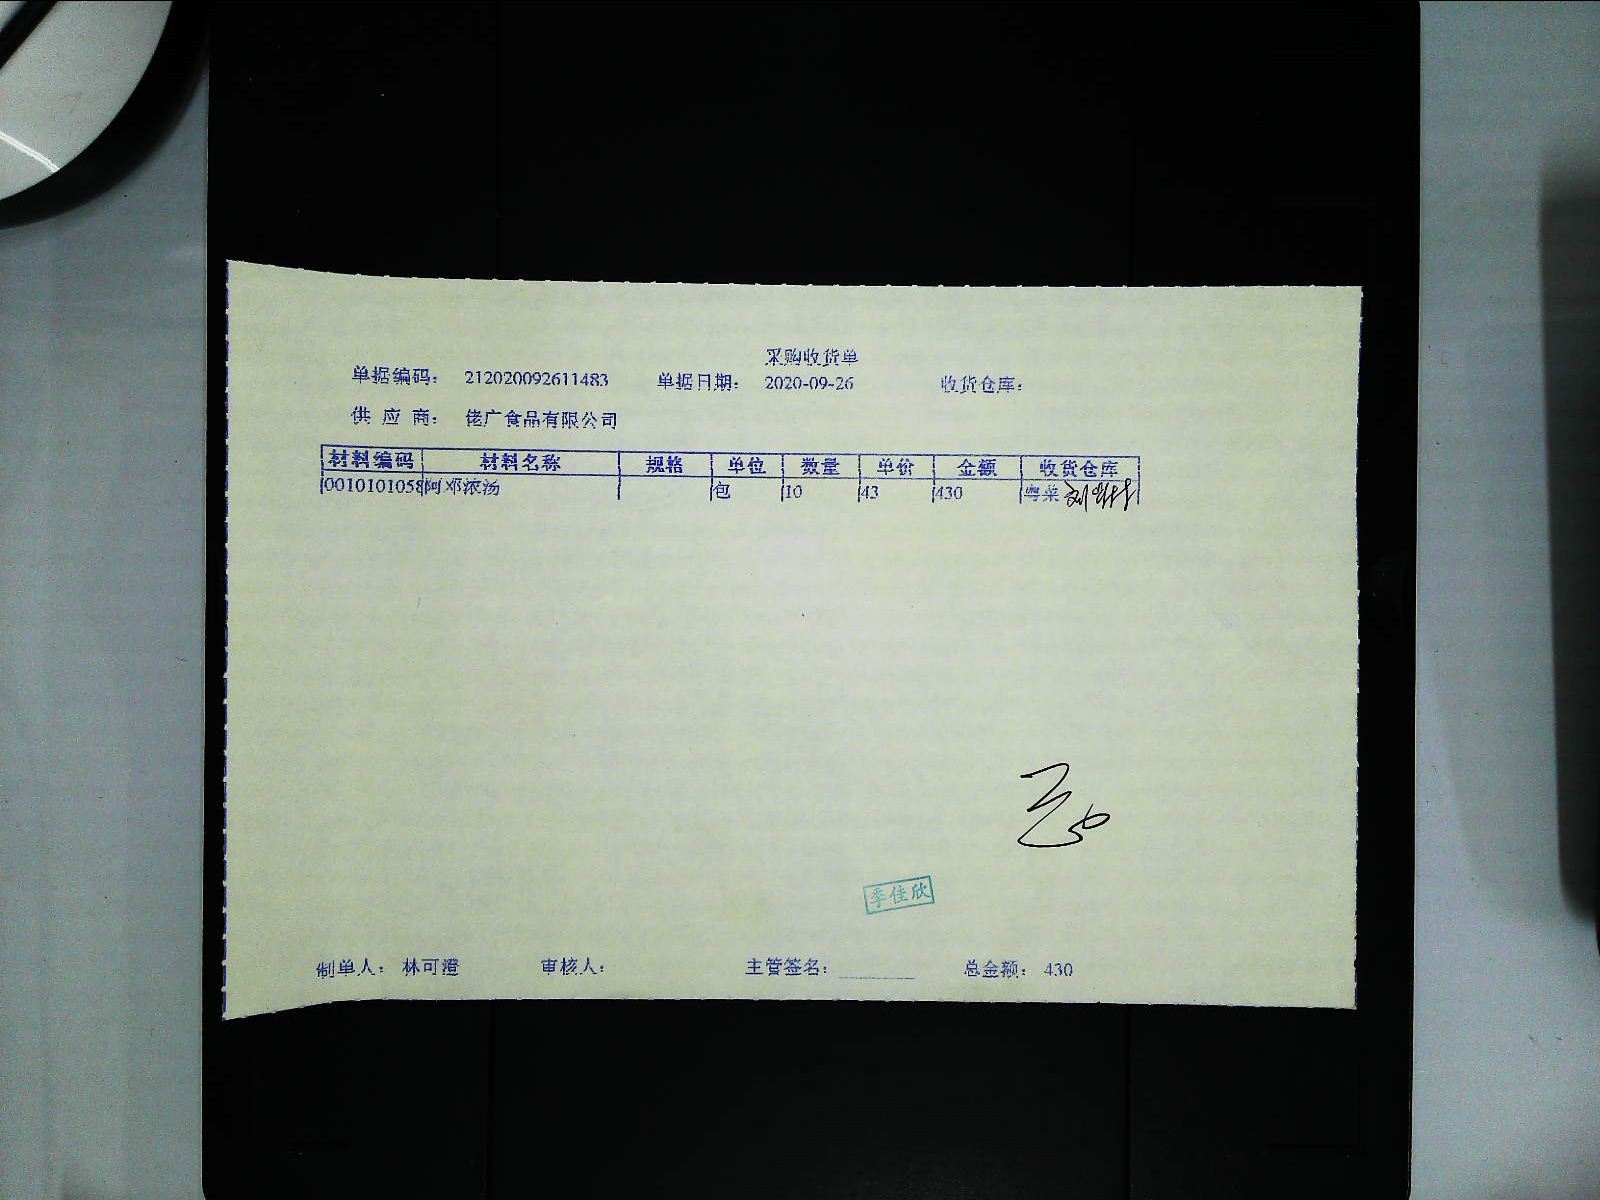 采购收货单
单据编码: 212020092611483 单据日期: 2020-09-26 收货仓库:
供 应 商: 佬广食品有限公司
材料编码 材料名称 规格 单位 数量 单价 金额 收货仓库
0010101058 阿邓浓汤 包 10 43 430 粤菜
季佳欣
制单人: 林可澄 审核人: 主管签名: 总金额: 430